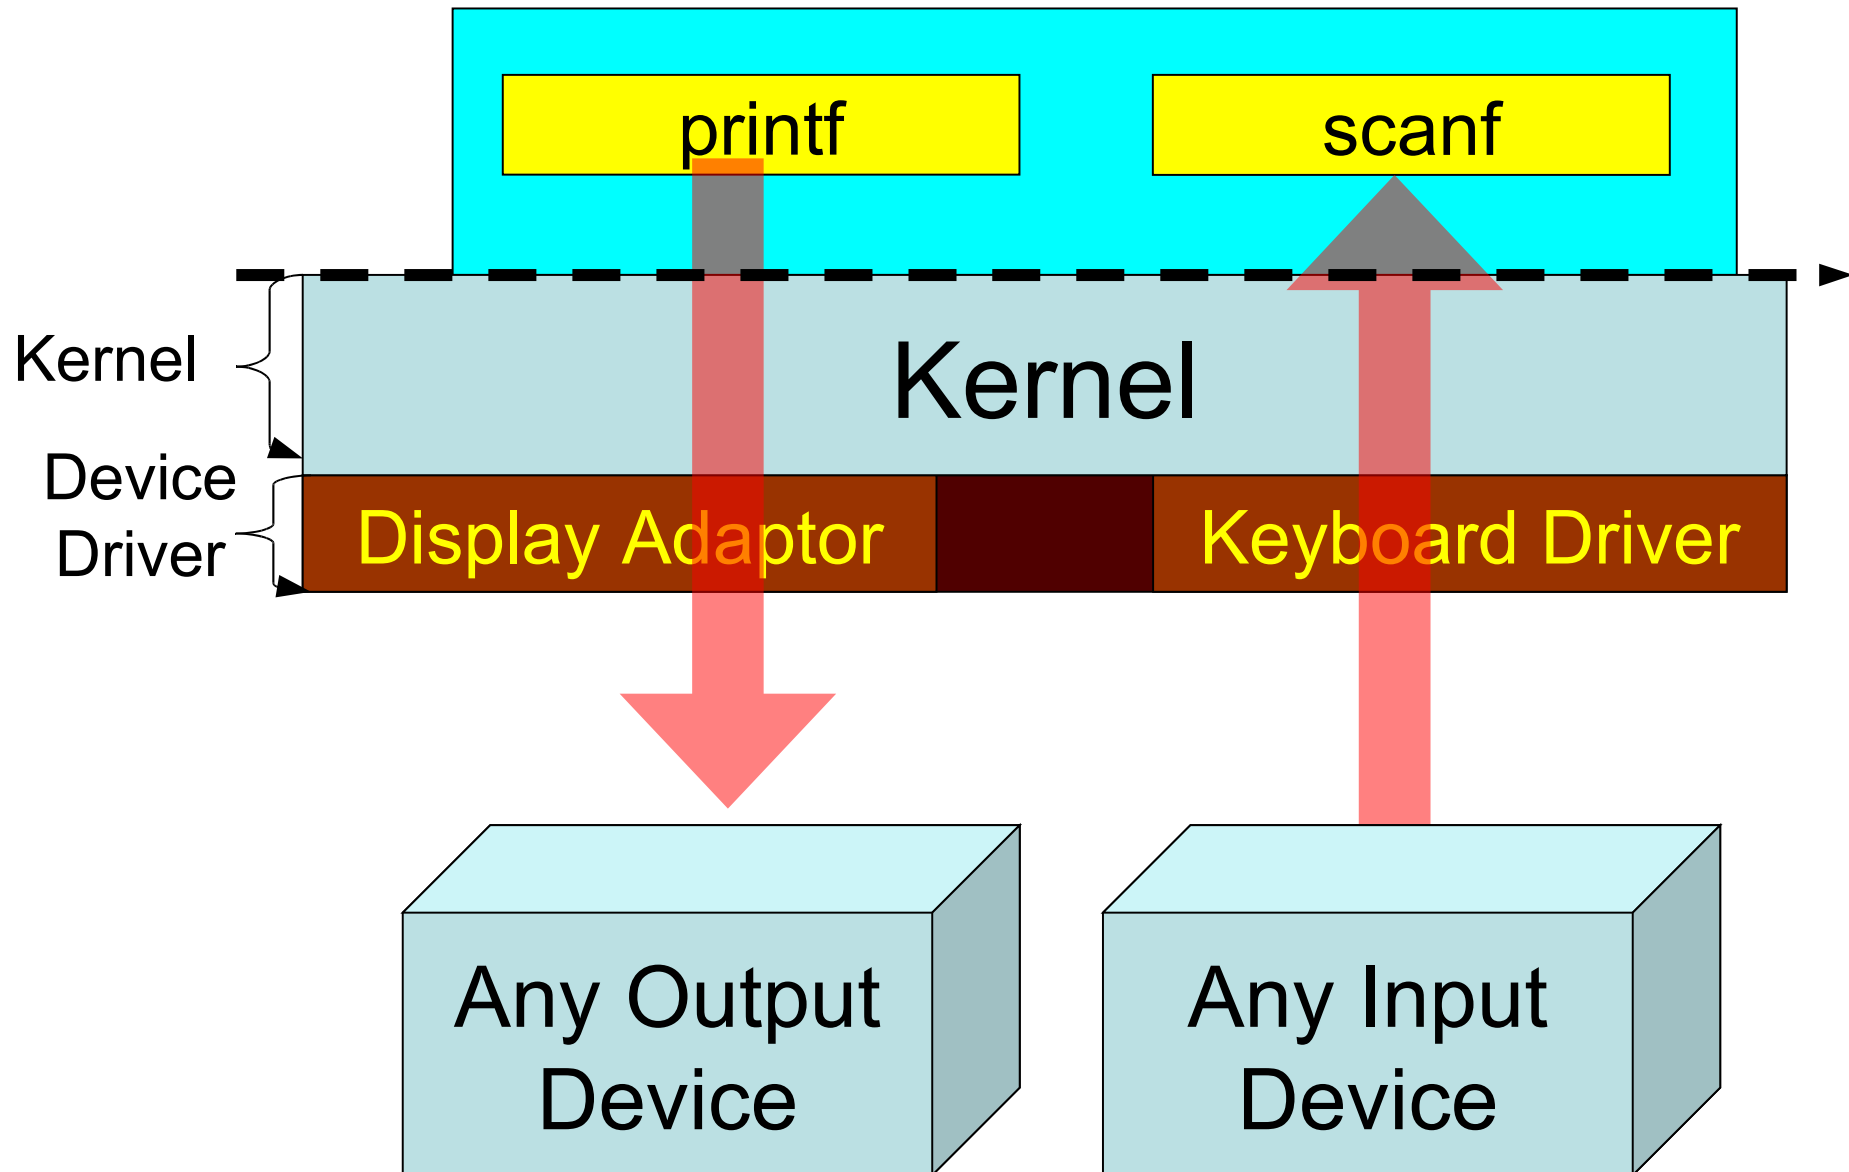 printf
scanf
Kernel
Kernel
Device
Driver
Display Adaptor
Keyboard Driver
Any Output
Device
Any Input
Device